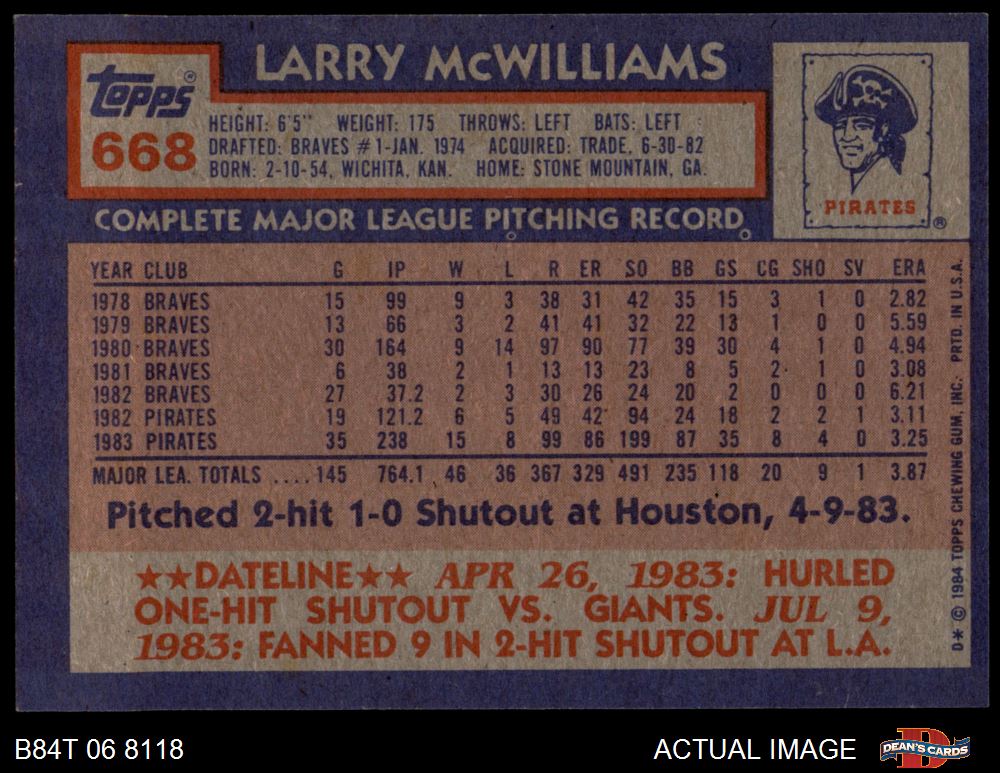 topps®
668
LARRY McWILLIAMS
HEIGHT: 6'5" WEIGHT: 175 THROWS: LEFT BATS: LEFT
DRAFTED: BRAVES #1-JAN. 1974 ACQUIRED: TRADE, 6-30-82
BORN: 2-10-54, WICHITA, KAN. HOME: STONE MOUNTAIN, GA.
PIRATES®
COMPLETE MAJOR LEAGUE PITCHING RECORD
YEAR CLUB G IP W L R ER SO BB GS CG SHO SV ERA
1978 BRAVES 15 99 9 3 38 31 42 35 15 3 1 0 2.82
1979 BRAVES 13 66 3 2 41 41 32 22 13 1 0 0 5.59
1980 BRAVES 30 164 9 14 97 90 77 39 30 4 1 0 4.94
1981 BRAVES 6 38 2 1 13 13 23 8 5 2 1 0 3.08
1982 BRAVES 27 37.2 2 3 30 26 24 20 2 0 0 0 6.21
1982 PIRATES 19 121.2 6 5 49 42 94 24 18 2 2 1 3.11
1983 PIRATES 35 238 15 8 99 86 199 87 35 8 4 0 3.25
MAJOR LEA. TOTALS .... 145 764.1 46 36 367 329 491 235 118 20 9 1 3.87
Pitched 2-hit 1-0 Shutout at Houston, 4-9-83.
★★DATELINE★★ APR 26, 1983: HURLED
ONE-HIT SHUTOUT VS. GIANTS. JUL 9,
1983: FANNED 9 IN 2-HIT SHUTOUT AT L.A.
D* © 1984 TOPPS CHEWING GUM, INC. PRTD. IN U.S.A.
B84T 06 8118
ACTUAL IMAGE
DEAN'S CARDS